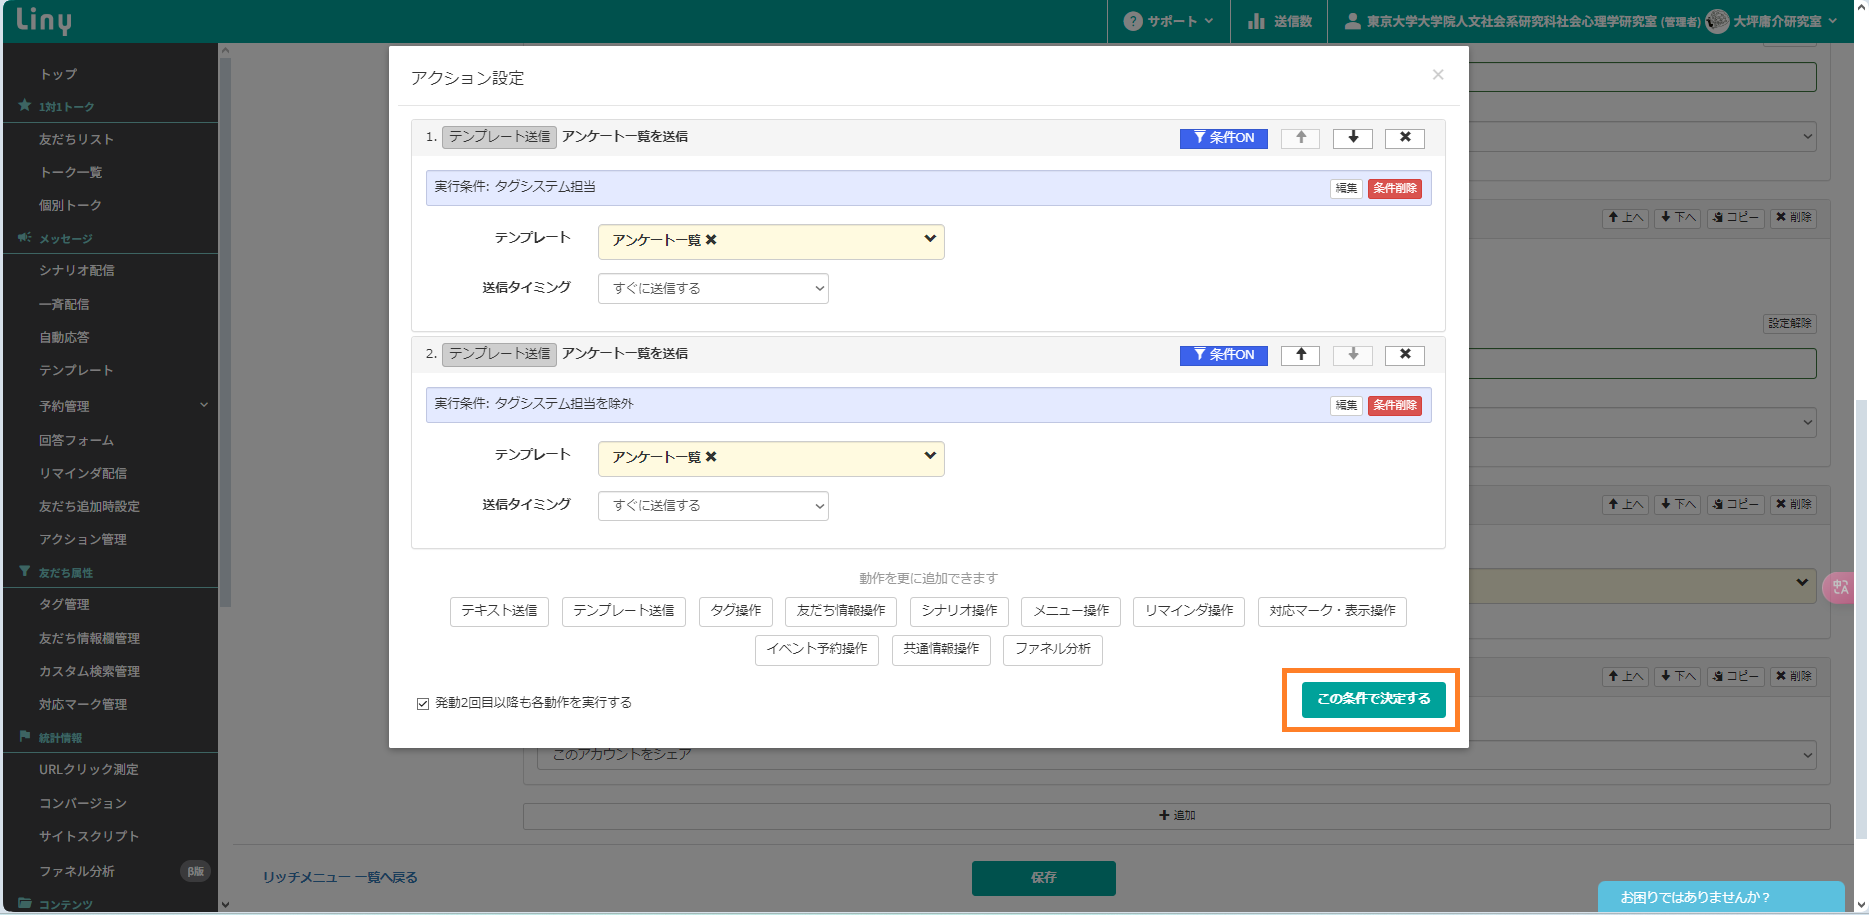 Liny
サポート
送信数
東京大学大学院人文社会系研究科社会心理学研究室 (管理者)
大坪庸介研究室
トップ
1対1トーク
友だちリスト
トーク一覧
個別トーク
メッセージ
シナリオ配信
一斉配信
自動応答
テンプレート
予約管理
回答フォーム
リマインダ配信
友だち追加時設定
アクション管理
友だち属性
タグ管理
友だち情報欄管理
カスタム検索管理
対応マーク管理
統計情報
URLクリック測定
コンバージョン
サイトスクリプト
ファネル分析 β版
コンテンツ
アクション設定 ×
1. テンプレート送信 アンケート一覧を送信 条件ON
実行条件: タグシステム担当 編集 条件削除
テンプレート アンケート一覧 ✖
送信タイミング すぐに送信する
2. テンプレート送信 アンケート一覧を送信 条件ON
実行条件: タグシステム担当を除外 編集 条件削除
テンプレート アンケート一覧 ✖
送信タイミング すぐに送信する
動作を更に追加できます
テキスト送信 テンプレート送信 タグ操作 友だち情報操作 シナリオ操作 メニュー操作 リマインダ操作 対応マーク・表示操作
イベント予約操作 共通情報操作 ファネル分析
発動2回目以降も各動作を実行する
この条件で決定する
上へ 下へ コピー 削除
設定解除
上へ 下へ コピー 削除
中 A
上へ 下へ コピー 削除
このアカウントをシェア
追加
リッチメニュー 一覧へ戻る
保存
お困りではありませんか？